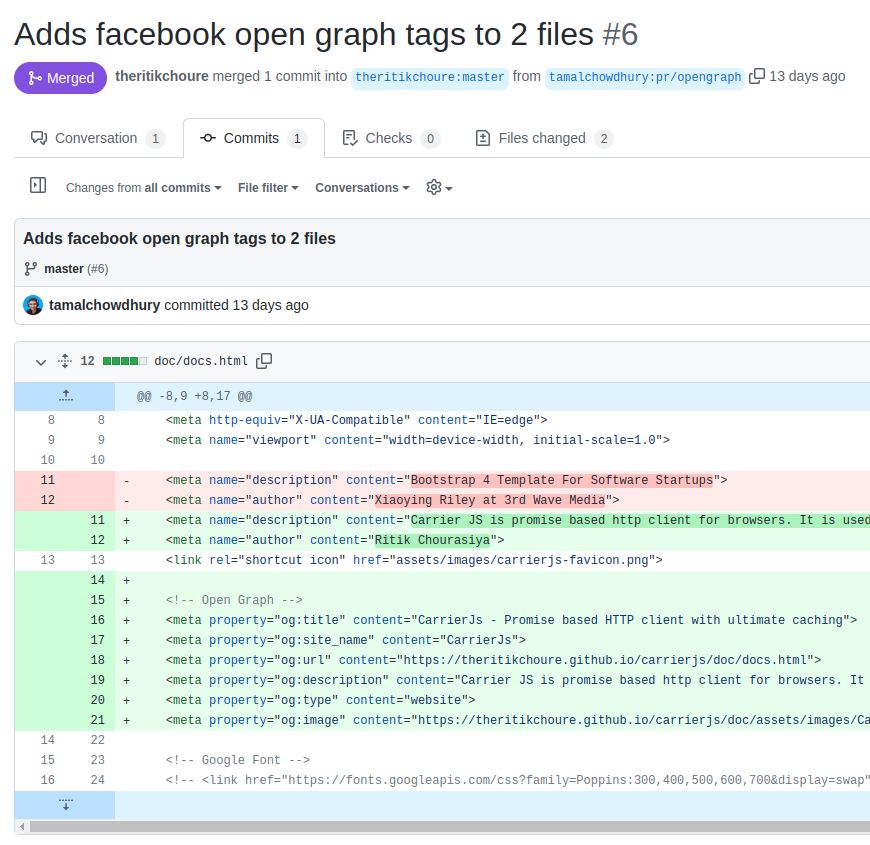 Adds facebook open graph tags to 2 files #6
Merged theritikchoure merged 1 commit into theritikchoure:master from tamalchowdhury:pr/opengraph 13 days ago
Conversation 1 Commits 1 Checks 0 Files changed 2
Changes from all commits File filter Conversations
Adds facebook open graph tags to 2 files
master (#6)
tamalchowdhury committed 13 days ago
12 doc/docs.html
@@ -8,9 +8,17 @@
8 8 <meta http-equiv="X-UA-Compatible" content="IE=edge">
9 9 <meta name="viewport" content="width=device-width, initial-scale=1.0">
10 10
11 - <meta name="description" content="Bootstrap 4 Template For Software Startups">
12 - <meta name="author" content="Xiaoying Riley at 3rd Wave Media">
11 + <meta name="description" content="Carrier JS is promise based http client for browsers. It is used
12 + <meta name="author" content="Ritik Chourasiya">
13 13 <link rel="shortcut icon" href="assets/images/carrierjs-favicon.png">
14 +
15 + <!-- Open Graph -->
16 + <meta property="og:title" content="CarrierJs - Promise based HTTP client with ultimate caching">
17 + <meta property="og:site_name" content="CarrierJs">
18 + <meta property="og:url" content="https://theritikchoure.github.io/carrierjs/doc/docs.html">
19 + <meta property="og:description" content="Carrier JS is promise based http client for browsers. It
20 + <meta property="og:type" content="website">
21 + <meta property="og:image" content="https://theritikchoure.github.io/carrierjs/doc/assets/images/Ca
14 22
15 23 <!-- Google Font -->
16 24 <!-- <link href="https://fonts.googleapis.com/css?family=Poppins:300,400,500,600,700&display=swap"